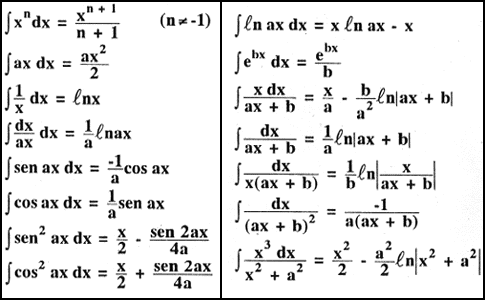 ∫xⁿdx = xⁿ⁺¹/(n + 1) (n≠-1)
∫ax dx = ax²/2
∫1/x dx = ℓnx
∫dx/ax dx = 1/a ℓnax
∫sen ax dx = -1/a cos ax
∫cos ax dx = 1/a sen ax
∫sen² ax dx = x/2 - sen 2ax/4a
∫cos² ax dx = x/2 + sen 2ax/4a
∫ℓn ax dx = x ℓn ax - x
∫eᵇˣ dx = eᵇˣ/b
∫x dx/(ax + b) = x/a - b/a² ℓn|ax + b|
∫dx/(ax + b) = 1/a ℓn|ax + b|
∫dx/x(ax + b) = 1/b ℓn|x/(ax + b)|
∫dx/(ax + b)² = -1/a(ax + b)
∫x³ dx/(x² + a²) = x²/2 - a²/2 ℓn|x² + a²|